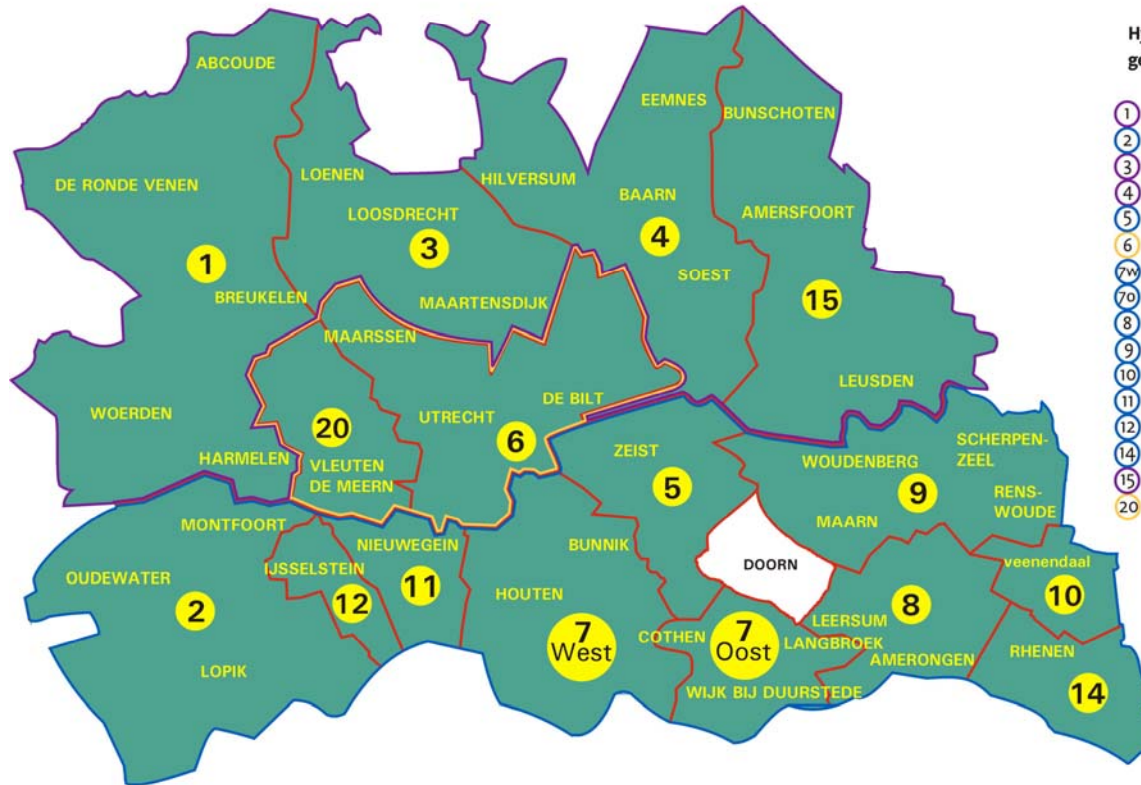 ABCOUDE
EEMNES
BUNSCHOTEN
LOENEN
HILVERSUM
DE RONDE VENEN
BAARN
LOOSDRECHT
AMERSFOORT
3
4
1
SOEST
BREUKELEN
MAARTENSDIJK
15
MAARSSEN
LEUSDEN
DE BILT
WOERDEN
UTRECHT
20
6
ZEIST
SCHERPEN-
ZEEL
HARMELEN
VLEUTEN
DE MEERN
WOUDENBERG
5
9
RENS-
WOUDE
MONTFOORT
MAARN
NIEUWEGEIN
BUNNIK
DOORN
veenendaal
IJSSELSTEIN
OUDEWATER
2
12
11
HOUTEN
8
10
LEERSUM
7
West
COTHEN
7
Oost
LANGBROEK
RHENEN
LOPIK
AMERONGEN
WIJK BIJ DUURSTEDE
14
1
2
3
4
5
6
7w
7o
8
9
10
11
12
14
15
20